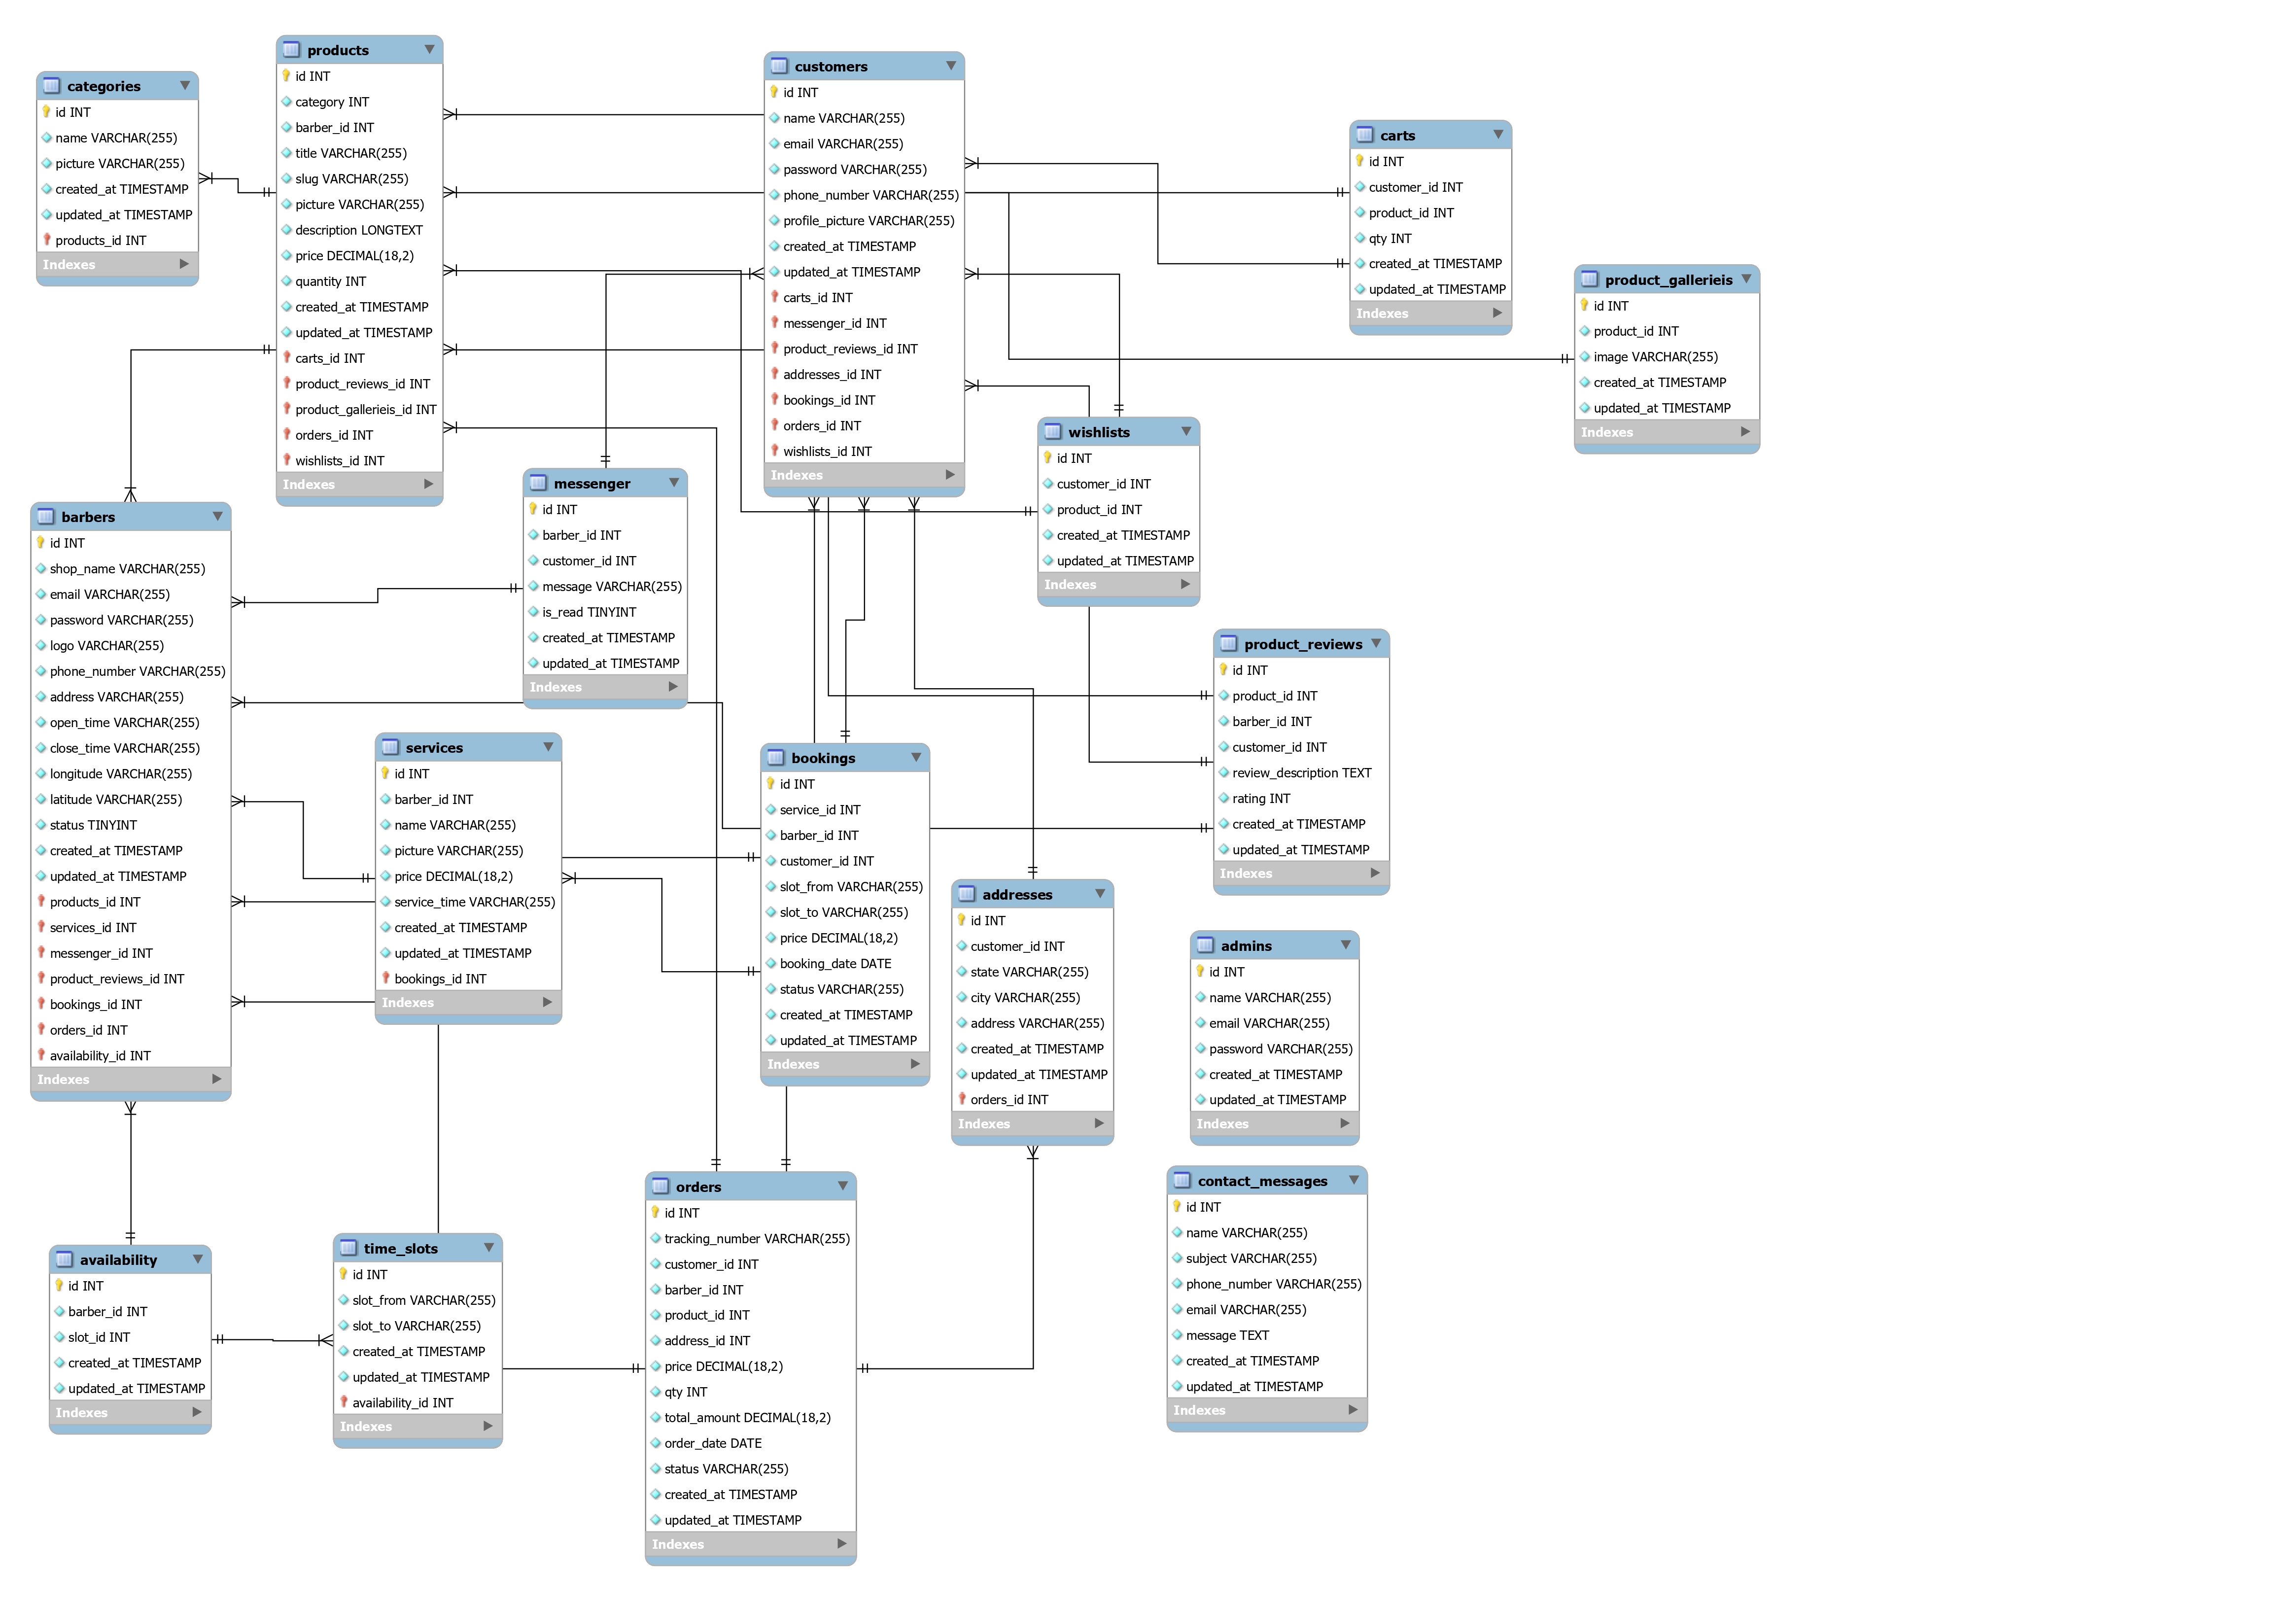 products
id INT
category INT
barber_id INT
title VARCHAR(255)
slug VARCHAR(255)
picture VARCHAR(255)
description LONGTEXT
price DECIMAL(18,2)
quantity INT
created_at TIMESTAMP
updated_at TIMESTAMP
carts_id INT
product_reviews_id INT
product_gallerieis_id INT
orders_id INT
wishlists_id INT
Indexes
customers
id INT
name VARCHAR(255)
email VARCHAR(255)
password VARCHAR(255)
phone_number VARCHAR(255)
profile_picture VARCHAR(255)
created_at TIMESTAMP
updated_at TIMESTAMP
carts_id INT
messenger_id INT
product_reviews_id INT
addresses_id INT
bookings_id INT
orders_id INT
wishlists_id INT
Indexes
categories
id INT
name VARCHAR(255)
picture VARCHAR(255)
created_at TIMESTAMP
updated_at TIMESTAMP
products_id INT
Indexes
carts
id INT
customer_id INT
product_id INT
qty INT
created_at TIMESTAMP
updated_at TIMESTAMP
Indexes
product_gallerieis
id INT
product_id INT
image VARCHAR(255)
created_at TIMESTAMP
updated_at TIMESTAMP
Indexes
wishlists
id INT
customer_id INT
product_id INT
created_at TIMESTAMP
updated_at TIMESTAMP
Indexes
messenger
id INT
barber_id INT
customer_id INT
message VARCHAR(255)
is_read TINYINT
created_at TIMESTAMP
updated_at TIMESTAMP
Indexes
barbers
id INT
shop_name VARCHAR(255)
email VARCHAR(255)
password VARCHAR(255)
logo VARCHAR(255)
phone_number VARCHAR(255)
address VARCHAR(255)
open_time VARCHAR(255)
close_time VARCHAR(255)
longitude VARCHAR(255)
latitude VARCHAR(255)
status TINYINT
created_at TIMESTAMP
updated_at TIMESTAMP
products_id INT
services_id INT
messenger_id INT
product_reviews_id INT
bookings_id INT
orders_id INT
availability_id INT
Indexes
product_reviews
id INT
product_id INT
barber_id INT
customer_id INT
review_description TEXT
rating INT
created_at TIMESTAMP
updated_at TIMESTAMP
Indexes
services
id INT
barber_id INT
name VARCHAR(255)
picture VARCHAR(255)
price DECIMAL(18,2)
service_time VARCHAR(255)
created_at TIMESTAMP
updated_at TIMESTAMP
bookings_id INT
Indexes
bookings
id INT
service_id INT
barber_id INT
customer_id INT
slot_from VARCHAR(255)
slot_to VARCHAR(255)
price DECIMAL(18,2)
booking_date DATE
status VARCHAR(255)
created_at TIMESTAMP
updated_at TIMESTAMP
Indexes
addresses
id INT
customer_id INT
state VARCHAR(255)
city VARCHAR(255)
address VARCHAR(255)
created_at TIMESTAMP
updated_at TIMESTAMP
orders_id INT
Indexes
admins
id INT
name VARCHAR(255)
email VARCHAR(255)
password VARCHAR(255)
created_at TIMESTAMP
updated_at TIMESTAMP
Indexes
contact_messages
id INT
name VARCHAR(255)
subject VARCHAR(255)
phone_number VARCHAR(255)
email VARCHAR(255)
message TEXT
created_at TIMESTAMP
updated_at TIMESTAMP
Indexes
orders
id INT
tracking_number VARCHAR(255)
customer_id INT
barber_id INT
product_id INT
address_id INT
price DECIMAL(18,2)
qty INT
total_amount DECIMAL(18,2)
order_date DATE
status VARCHAR(255)
created_at TIMESTAMP
updated_at TIMESTAMP
Indexes
availability
id INT
barber_id INT
slot_id INT
created_at TIMESTAMP
updated_at TIMESTAMP
Indexes
time_slots
id INT
slot_from VARCHAR(255)
slot_to VARCHAR(255)
created_at TIMESTAMP
updated_at TIMESTAMP
availability_id INT
Indexes